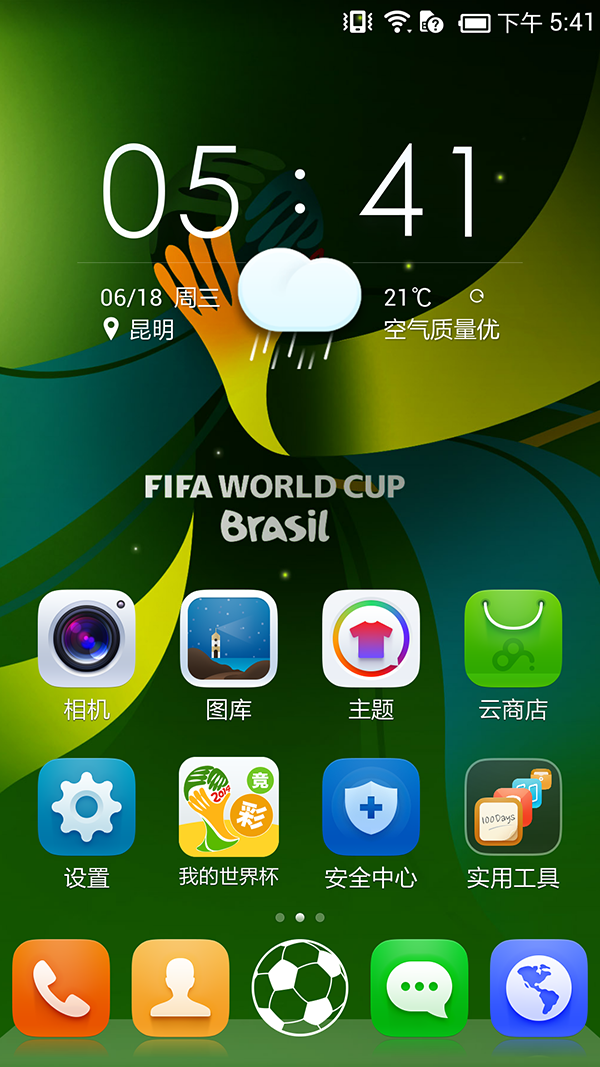 下午 5:41
05 : 41
06/18 周三
21℃
昆明
空气质量优
FIFA WORLD CUP
Brasil
相机
图库
主题
云商店
2014
竞
彩
100Days
设置
我的世界杯
安全中心
实用工具